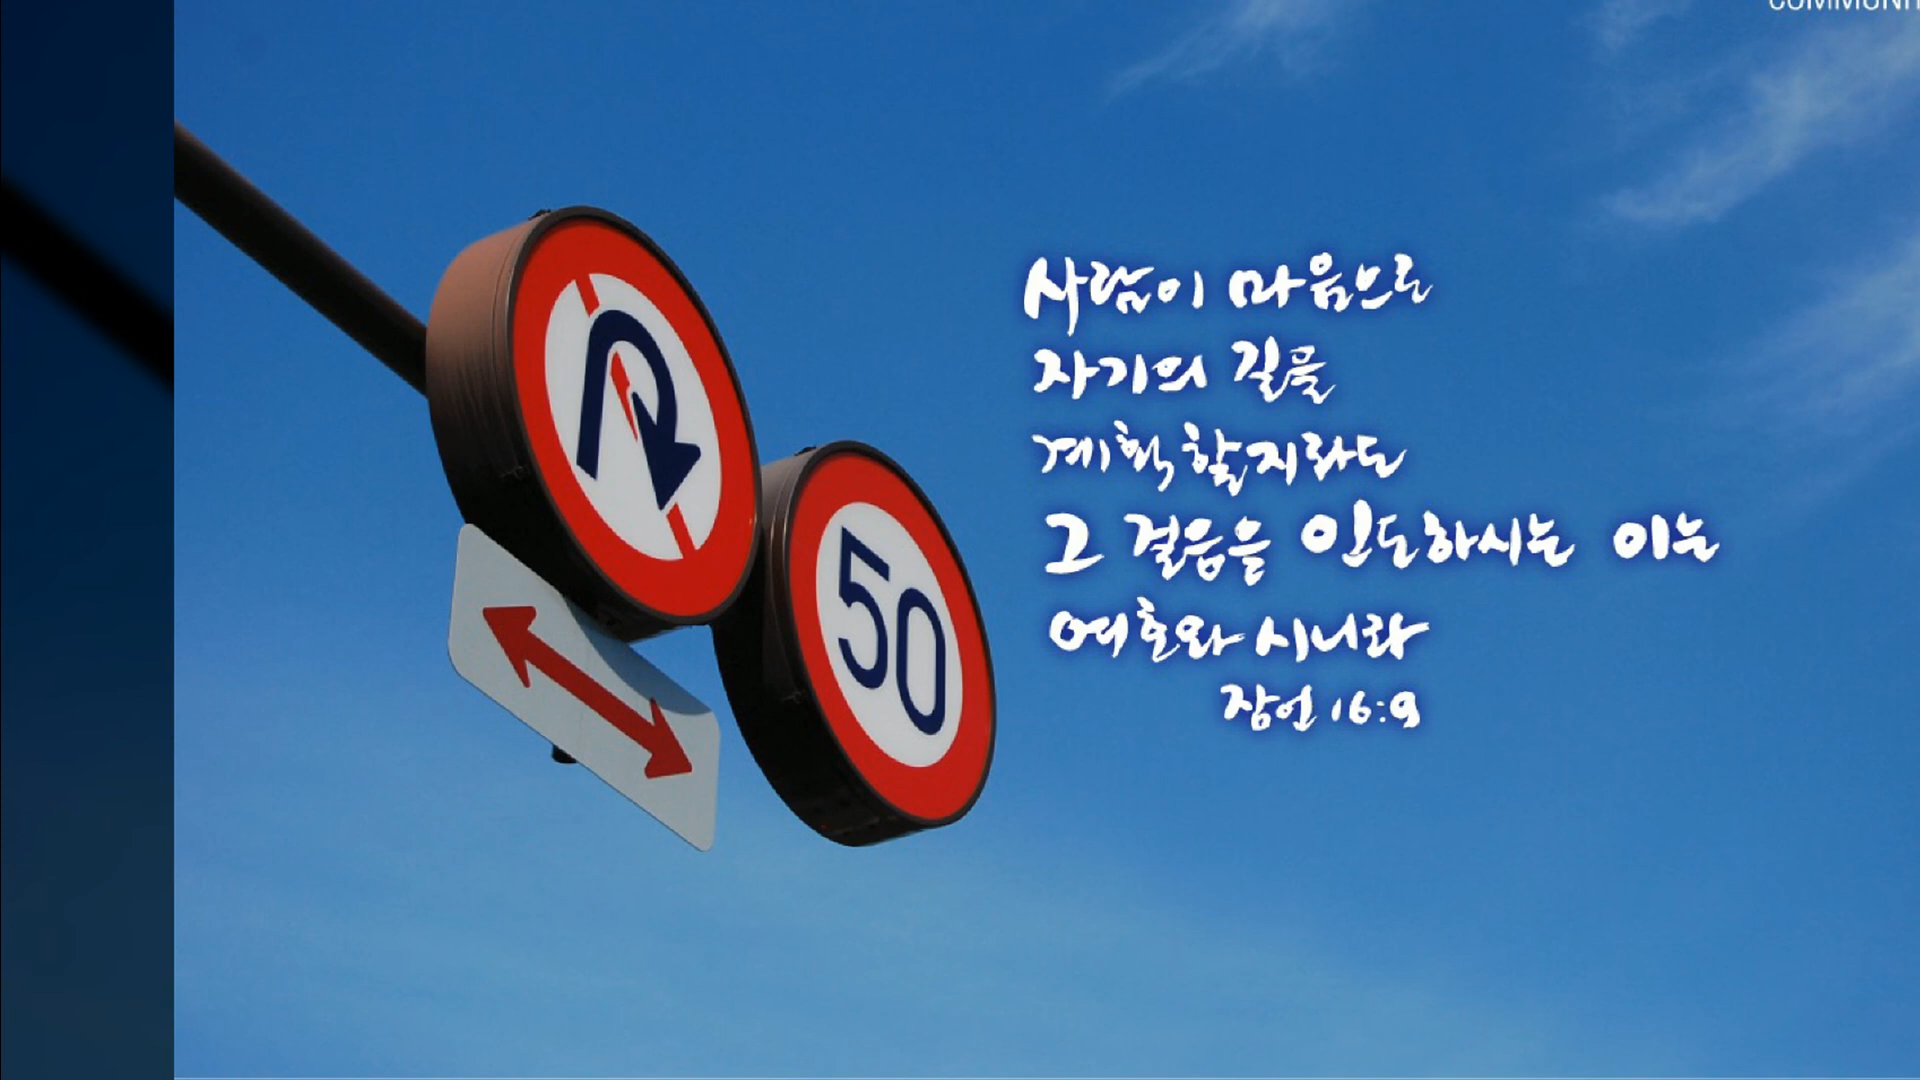 사람이 마음으로
자기의 길을
계획할지라도
그 걸음을 인도하시는 이는
여호와시니라
잠언 16:9
50